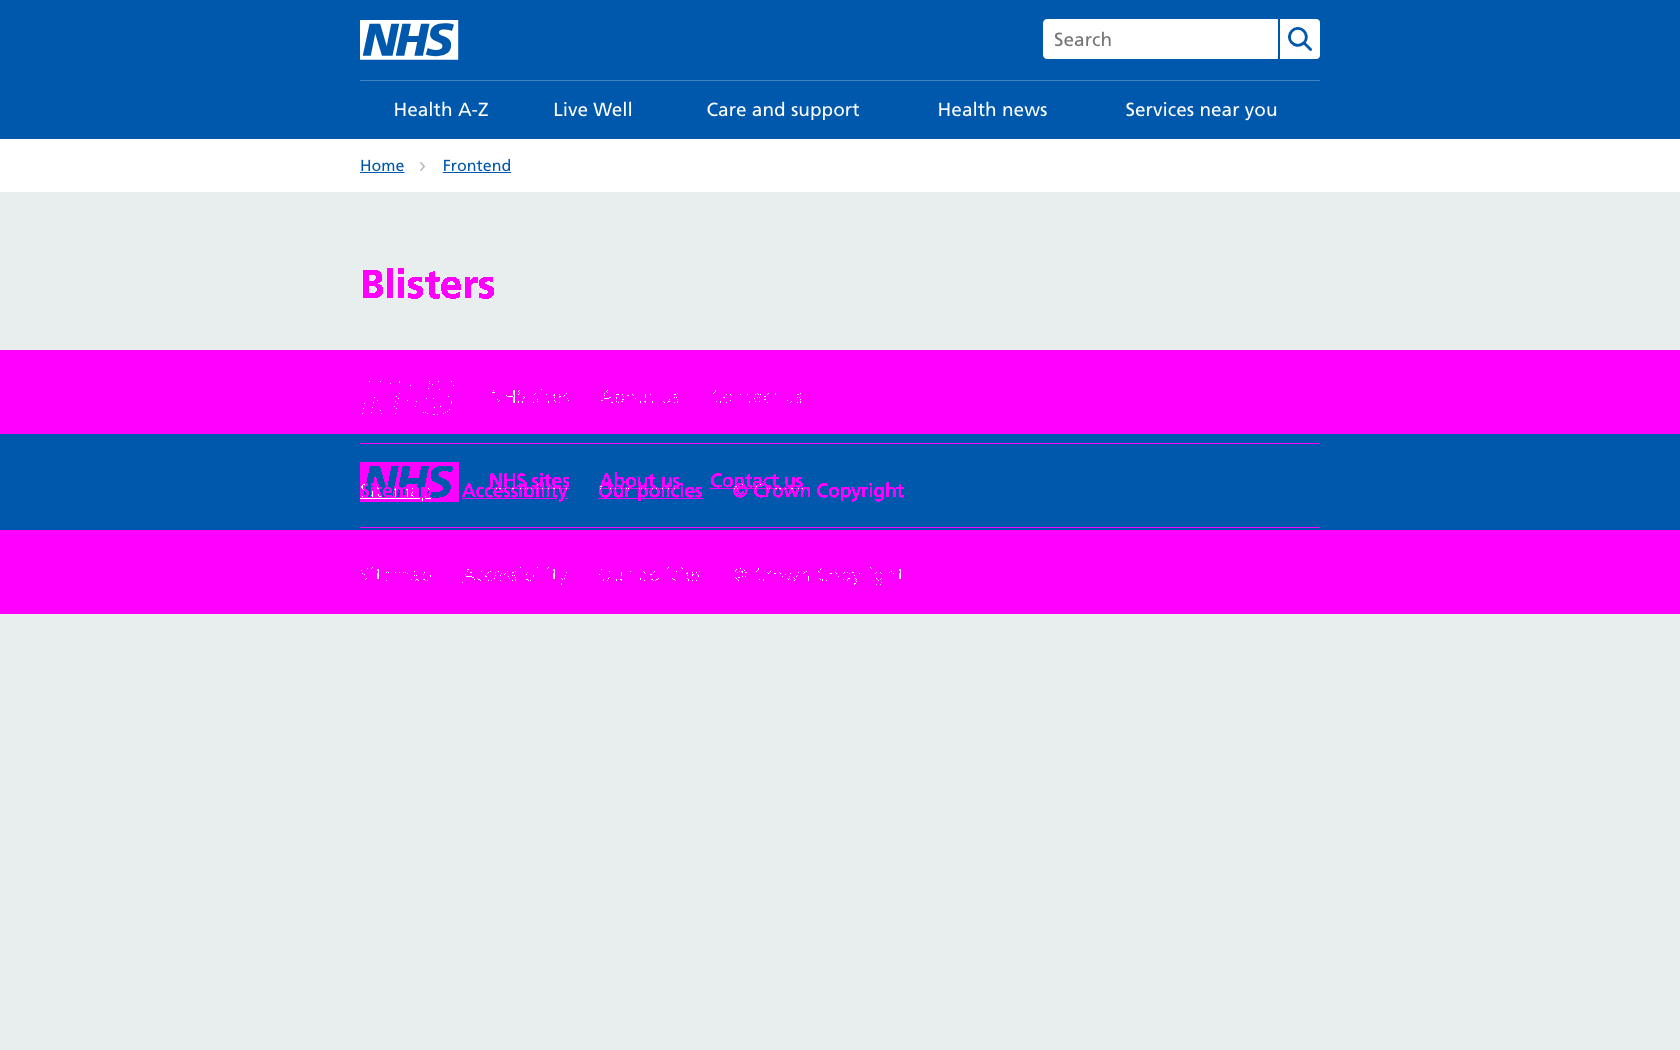 NHS
Search
Health A-Z Live Well Care and support Health news Services near you
Home Frontend
Blisters
NHS sites About us Contact us
NHS NHS sites About us Contact us
Sitemap Accessibility Our policies © Crown Copyright
Sitemap Accessibility Our policies © Crown Copyright